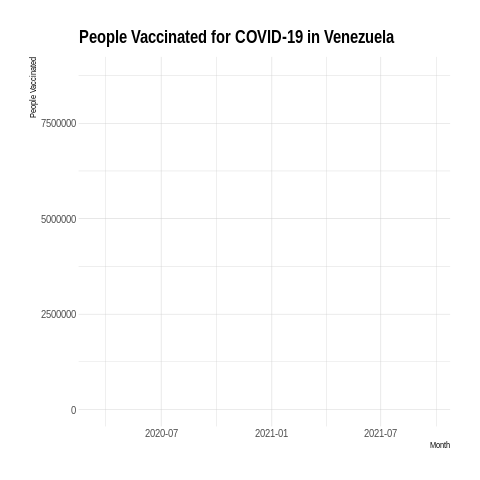 People Vaccinated for COVID-19 in Venezuela
People Vaccinated
7500000
5000000
2500000
0
2020-07
2021-01
2021-07
Month